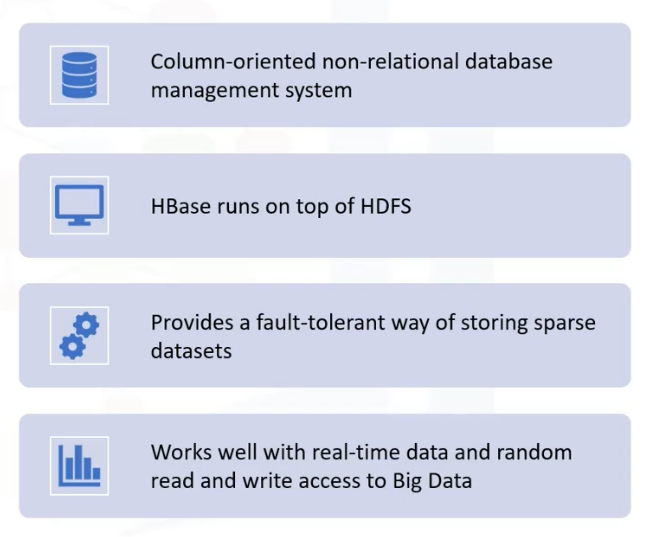 Column-oriented non-relational database
management system
HBase runs on top of HDFS
Provides a fault-tolerant way of storing sparse
datasets
Works well with real-time data and random
read and write access to Big Data